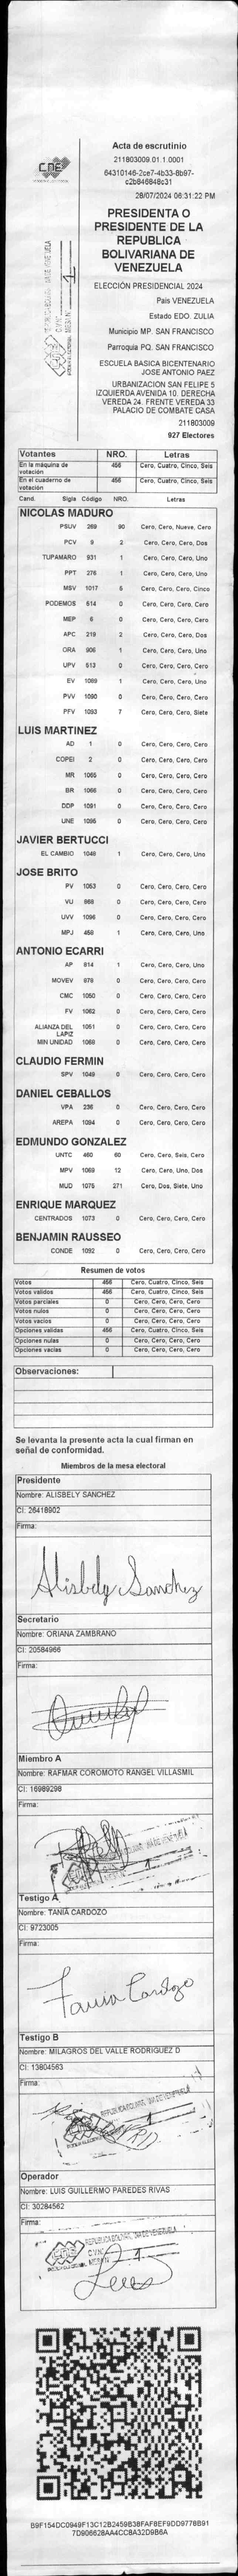 CNE
Acta de escrutinio
211803009.01.1.0001
64310146-2ce7-4b33-8b97-
c2b846848c31
28/07/2024 06:31:22 PM
PRESIDENTA O
PRESIDENTE DE LA
REPUBLICA
BOLIVARIANA DE
VENEZUELA
ELECCIÓN PRESIDENCIAL 2024
Pais VENEZUELA
Estado EDO. ZULIA
Municipio MP. SAN FRANCISCO
Parroquia PQ. SAN FRANCISCO
ESCUELA BASICA BICENTENARIO
JOSE ANTONIO PAEZ
URBANIZACION SAN FELIPE 5
IZQUIERDA AVENIDA 10. DERECHA
VEREDA 24. FRENTE VEREDA 33
PALACIO DE COMBATE CASA
211803009
927 Electores
Votantes NRO. Letras
En la máquina de votación 456 Cero, Cuatro, Cinco, Seis
En el cuaderno de votación 456 Cero, Cuatro, Cinco, Seis
Cand. Sigla Código NRO. Letras
NICOLAS MADURO
PSUV 269 90 Cero, Cero, Nueve, Cero
PCV 9 2 Cero, Cero, Cero, Dos
TUPAMARO 931 1 Cero, Cero, Cero, Uno
PPT 276 1 Cero, Cero, Cero, Uno
MSV 1017 5 Cero, Cero, Cero, Cinco
PODEMOS 514 0 Cero, Cero, Cero, Cero
MEP 6 0 Cero, Cero, Cero, Cero
APC 219 2 Cero, Cero, Cero, Dos
ORA 906 1 Cero, Cero, Cero, Uno
UPV 513 0 Cero, Cero, Cero, Cero
EV 1089 1 Cero, Cero, Cero, Uno
PVV 1090 0 Cero, Cero, Cero, Cero
PFV 1093 7 Cero, Cero, Cero, Siete
LUIS MARTINEZ
AD 1 0 Cero, Cero, Cero, Cero
COPEI 2 0 Cero, Cero, Cero, Cero
MR 1065 0 Cero, Cero, Cero, Cero
BR 1066 0 Cero, Cero, Cero, Cero
DDP 1091 0 Cero, Cero, Cero, Cero
UNE 1095 0 Cero, Cero, Cero, Cero
JAVIER BERTUCCI
EL CAMBIO 1048 1 Cero, Cero, Cero, Uno
JOSE BRITO
PV 1053 0 Cero, Cero, Cero, Cero
VU 868 0 Cero, Cero, Cero, Cero
UVV 1096 0 Cero, Cero, Cero, Cero
MPJ 458 1 Cero, Cero, Cero, Uno
ANTONIO ECARRI
AP 814 1 Cero, Cero, Cero, Uno
MOVEV 978 0 Cero, Cero, Cero, Cero
CMC 1050 0 Cero, Cero, Cero, Cero
FV 1062 0 Cero, Cero, Cero, Cero
ALIANZA DEL LAPIZ 1051 0 Cero, Cero, Cero, Cero
MIN UNIDAD 1068 0 Cero, Cero, Cero, Cero
CLAUDIO FERMIN
SPV 1049 0 Cero, Cero, Cero, Cero
DANIEL CEBALLOS
VPA 236 0 Cero, Cero, Cero, Cero
AREPA 1094 0 Cero, Cero, Cero, Cero
EDMUNDO GONZALEZ
UNTC 460 60 Cero, Cero, Seis, Cero
MPV 1069 12 Cero, Cero, Uno, Dos
MUD 1075 271 Cero, Dos, Siete, Uno
ENRIQUE MARQUEZ
CENTRADOS 1073 0 Cero, Cero, Cero, Cero
BENJAMIN RAUSSEO
CONDE 1092 0 Cero, Cero, Cero, Cero
Resumen de votos
Votos 456 Cero, Cuatro, Cinco, Seis
Votos validos 456 Cero, Cuatro, Cinco, Seis
Votos parciales 0 Cero, Cero, Cero, Cero
Votos nulos 0 Cero, Cero, Cero, Cero
Votos vacios 0 Cero, Cero, Cero, Cero
Opciones validas 456 Cero, Cuatro, Cinco, Seis
Opciones nulas 0 Cero, Cero, Cero, Cero
Opciones vacias 0 Cero, Cero, Cero, Cero
Observaciones:
Se levanta la presente acta la cual firman en
señal de conformidad.
Miembros de la mesa electoral
Presidente
Nombre: ALISBELY SANCHEZ
CI: 26418902
Firma:
Alisbely Sanchez
Secretario
Nombre: ORIANA ZAMBRANO
CI: 20584966
Firma:
Miembro A
Nombre: RAFMAR COROMOTO RANGEL VILLASMIL
CI: 16989298
Firma:
Testigo A
Nombre: TANIA CARDOZO
CI: 9723005
Firma:
Tania Cardozo
Testigo B
Nombre: MILAGROS DEL VALLE RODRIGUEZ D
CI: 13804563
Firma:
Operador
Nombre: LUIS GUILLERMO PAREDES RIVAS
CI: 30284562
Firma:
Luis
B9F154DC0949F13C12B2459B38FAF8EF9DD9778B91
7D906628AA4CC8A32D9B6A